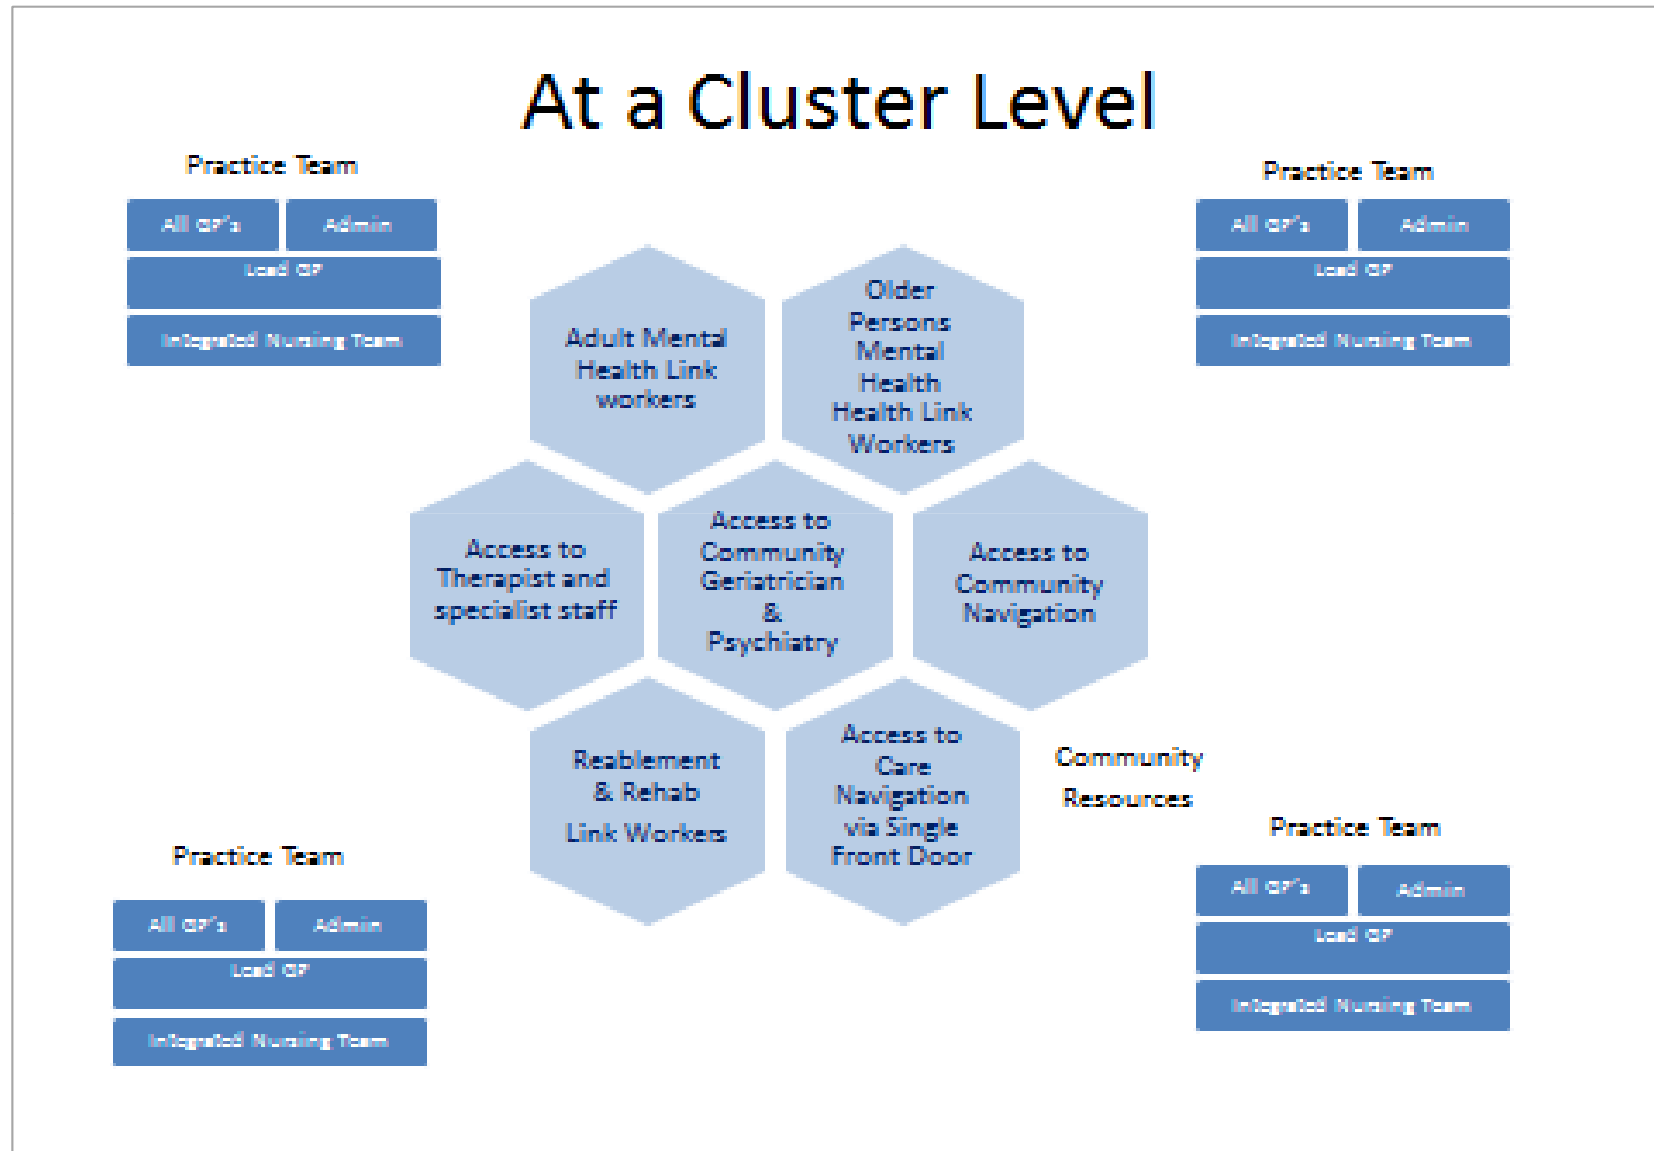 At a Cluster Level
Practice Team
All GP's
Admin
Lead GP
Integrated Nursing Team
Practice Team
All GP's
Admin
Lead GP
Integrated Nursing Team
Adult Mental
Health Link
workers
Older
Persons
Mental
Health
Health Link
Workers
Access to
Therapist and
specialist staff
Access to
Community
Geriatrician
&
Psychiatry
Access to
Community
Navigation
Reablement
& Rehab
Link Workers
Access to
Care
Navigation
via Single
Front Door
Community
Resources
Practice Team
All GP's
Admin
Lead GP
Integrated Nursing Team
Practice Team
All GP's
Admin
Lead GP
Integrated Nursing Team